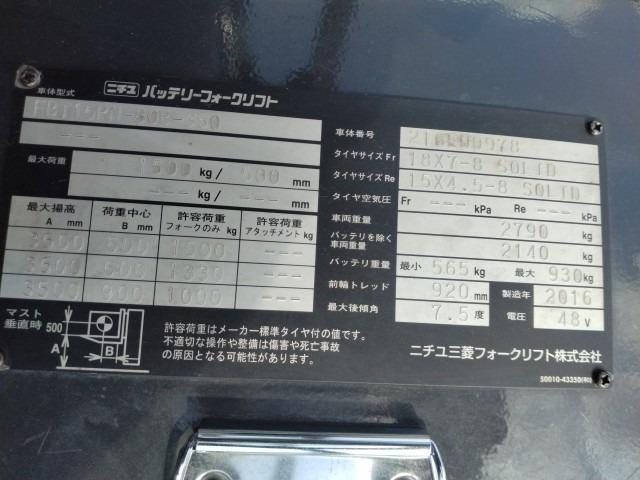 ニチユ バッテリーフォークリフト
車体型式
---
最大荷重 1500 kg/ 500 mm
--- kg/ --- mm
最大揚高 A mm 荷重中心 B mm 許容荷重 フォークのみ kg 許容荷重 アタッチメント kg
3500 1500 ---
3500 1330 ---
3500 900 1000 ---
マスト垂直時 500
A B
許容荷重はメーカー標準タイヤ付の値です。
不適切な操作や整備は傷害や死亡事故
の原因となる可能性があります。
車体番号
タイヤサイズ Fr 18X7-8 SOLID
タイヤサイズ Re 15X4.5-8 SOLID
タイヤ空気圧 Fr --- kPa Re --- kPa
車両重量 2790 kg
バッテリを除く車両重量 2140 kg
バッテリ重量 最小 565 kg 最大 930 kg
前輪トレッド 920 mm 製造年 2016
最大後傾角 7.5 度 電圧 48 V
ニチユ三菱フォークリフト株式会社